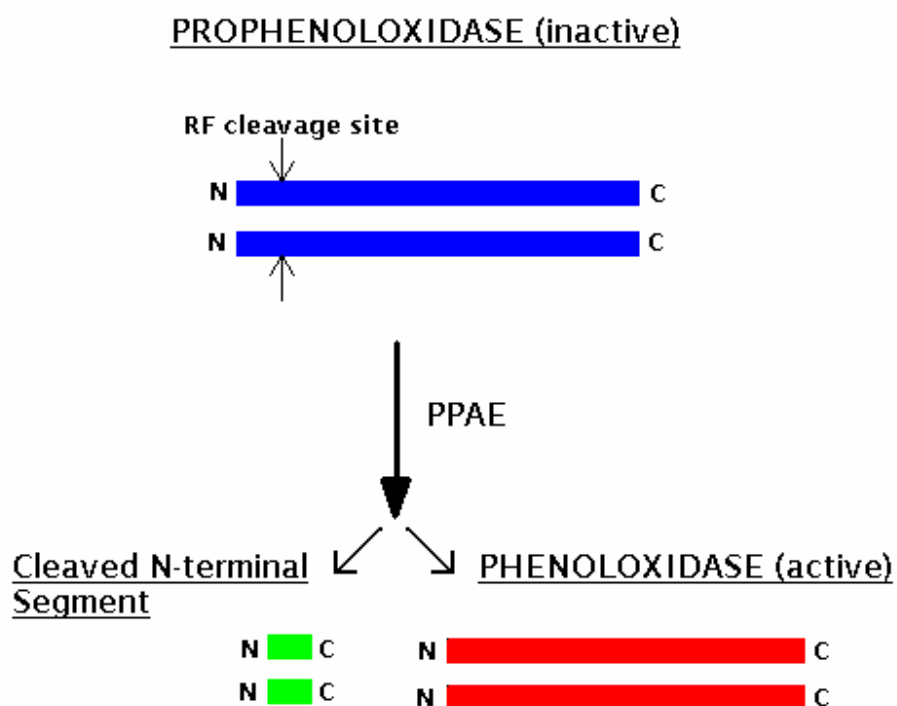 PROPHENOLOXIDASE (inactive)
RF cleavage site
N C
N C
PPAE
Cleaved N-terminal
Segment
PHENOLOXIDASE (active)
N C N C
N C N C